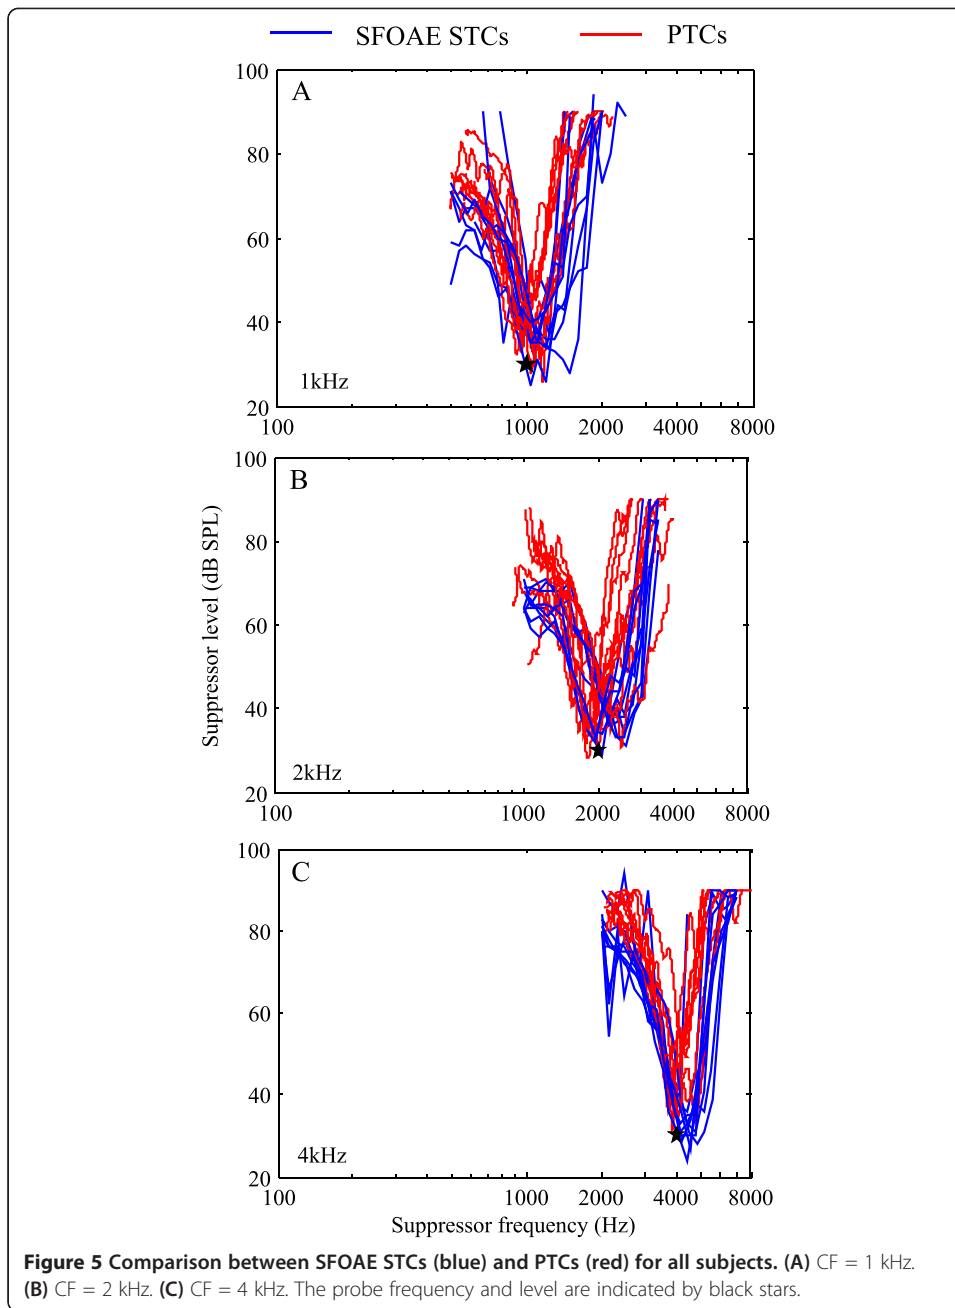 SFOAE STCs PTCs
100
A
80
60
40
1kHz
20
100 1000 2000 4000 8000
100
B
80
Suppressor level (dB SPL)
60
40
2kHz
20
100 1000 2000 4000 8000
100
C
80
60
40
4kHz
20
100 1000 2000 4000 8000
Suppressor frequency (Hz)
Figure 5 Comparison between SFOAE STCs (blue) and PTCs (red) for all subjects. (A) CF = 1 kHz.
(B) CF = 2 kHz. (C) CF = 4 kHz. The probe frequency and level are indicated by black stars.